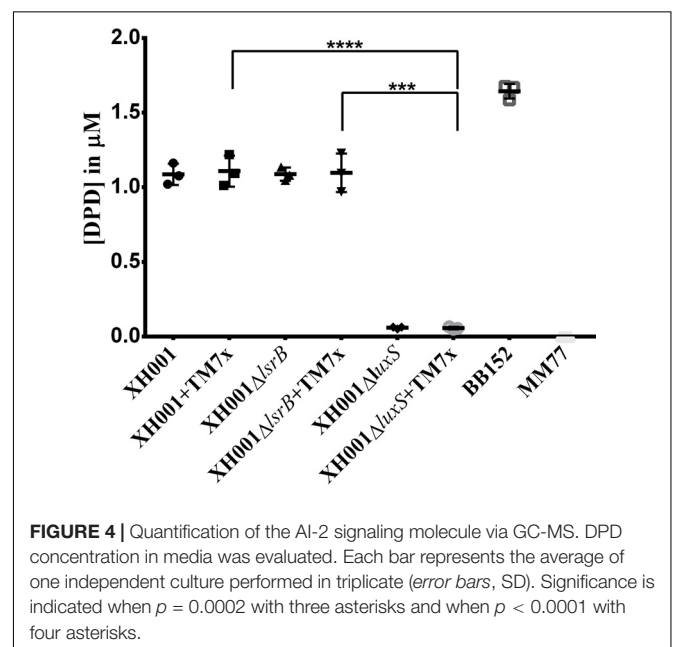 2.0
1.5
1.0
0.5
0.0
[DPD] in μM
****
***
XH001
XH001+TM7x
XH001ΔlsrB
XH001ΔlsrB+TM7x
XH001ΔluxS
XH001ΔluxS+TM7x
BB152
MM77
FIGURE 4 | Quantification of the AI-2 signaling molecule via GC-MS. DPD
concentration in media was evaluated. Each bar represents the average of
one independent culture performed in triplicate (error bars, SD). Significance is
indicated when p = 0.0002 with three asterisks and when p < 0.0001 with
four asterisks.